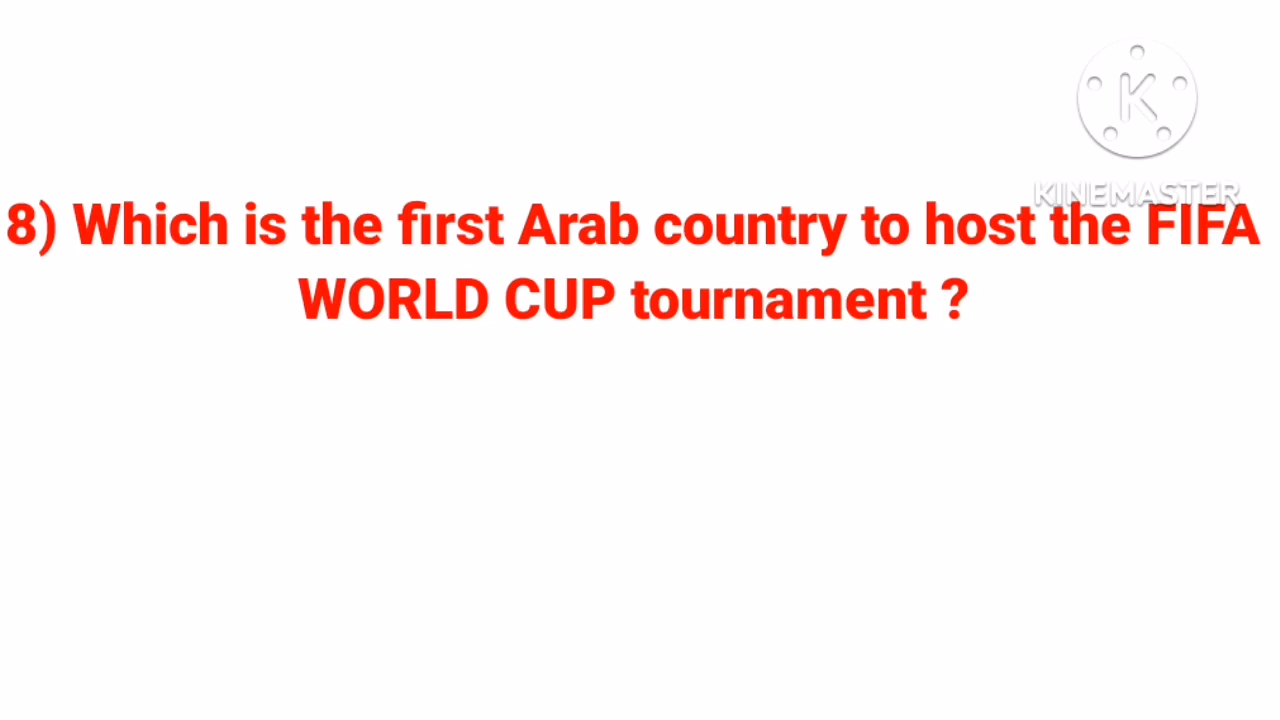 K
KINEMASTER
8) Which is the first Arab country to host the FIFA
WORLD CUP tournament ?